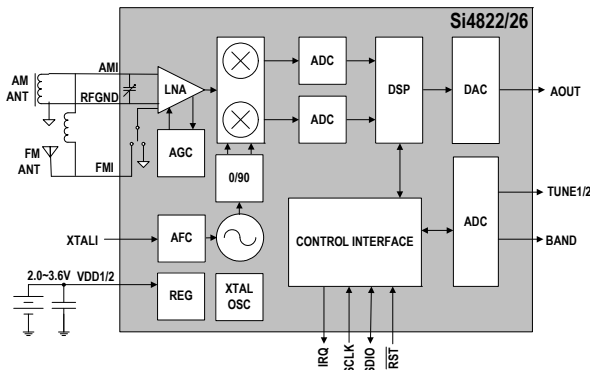 Si4822/26
AMI
AM
ANT
RFGND
LNA
ADC
ADC
DSP
DAC
AOUT
FM
ANT
FMI
AGC
0/90
ADC
TUNE1/2
BAND
XTALI
AFC
CONTROL INTERFACE
2.0~3.6V VDD1/2
REG
XTAL
OSC
IRQ
SCLK
SDIO
RST